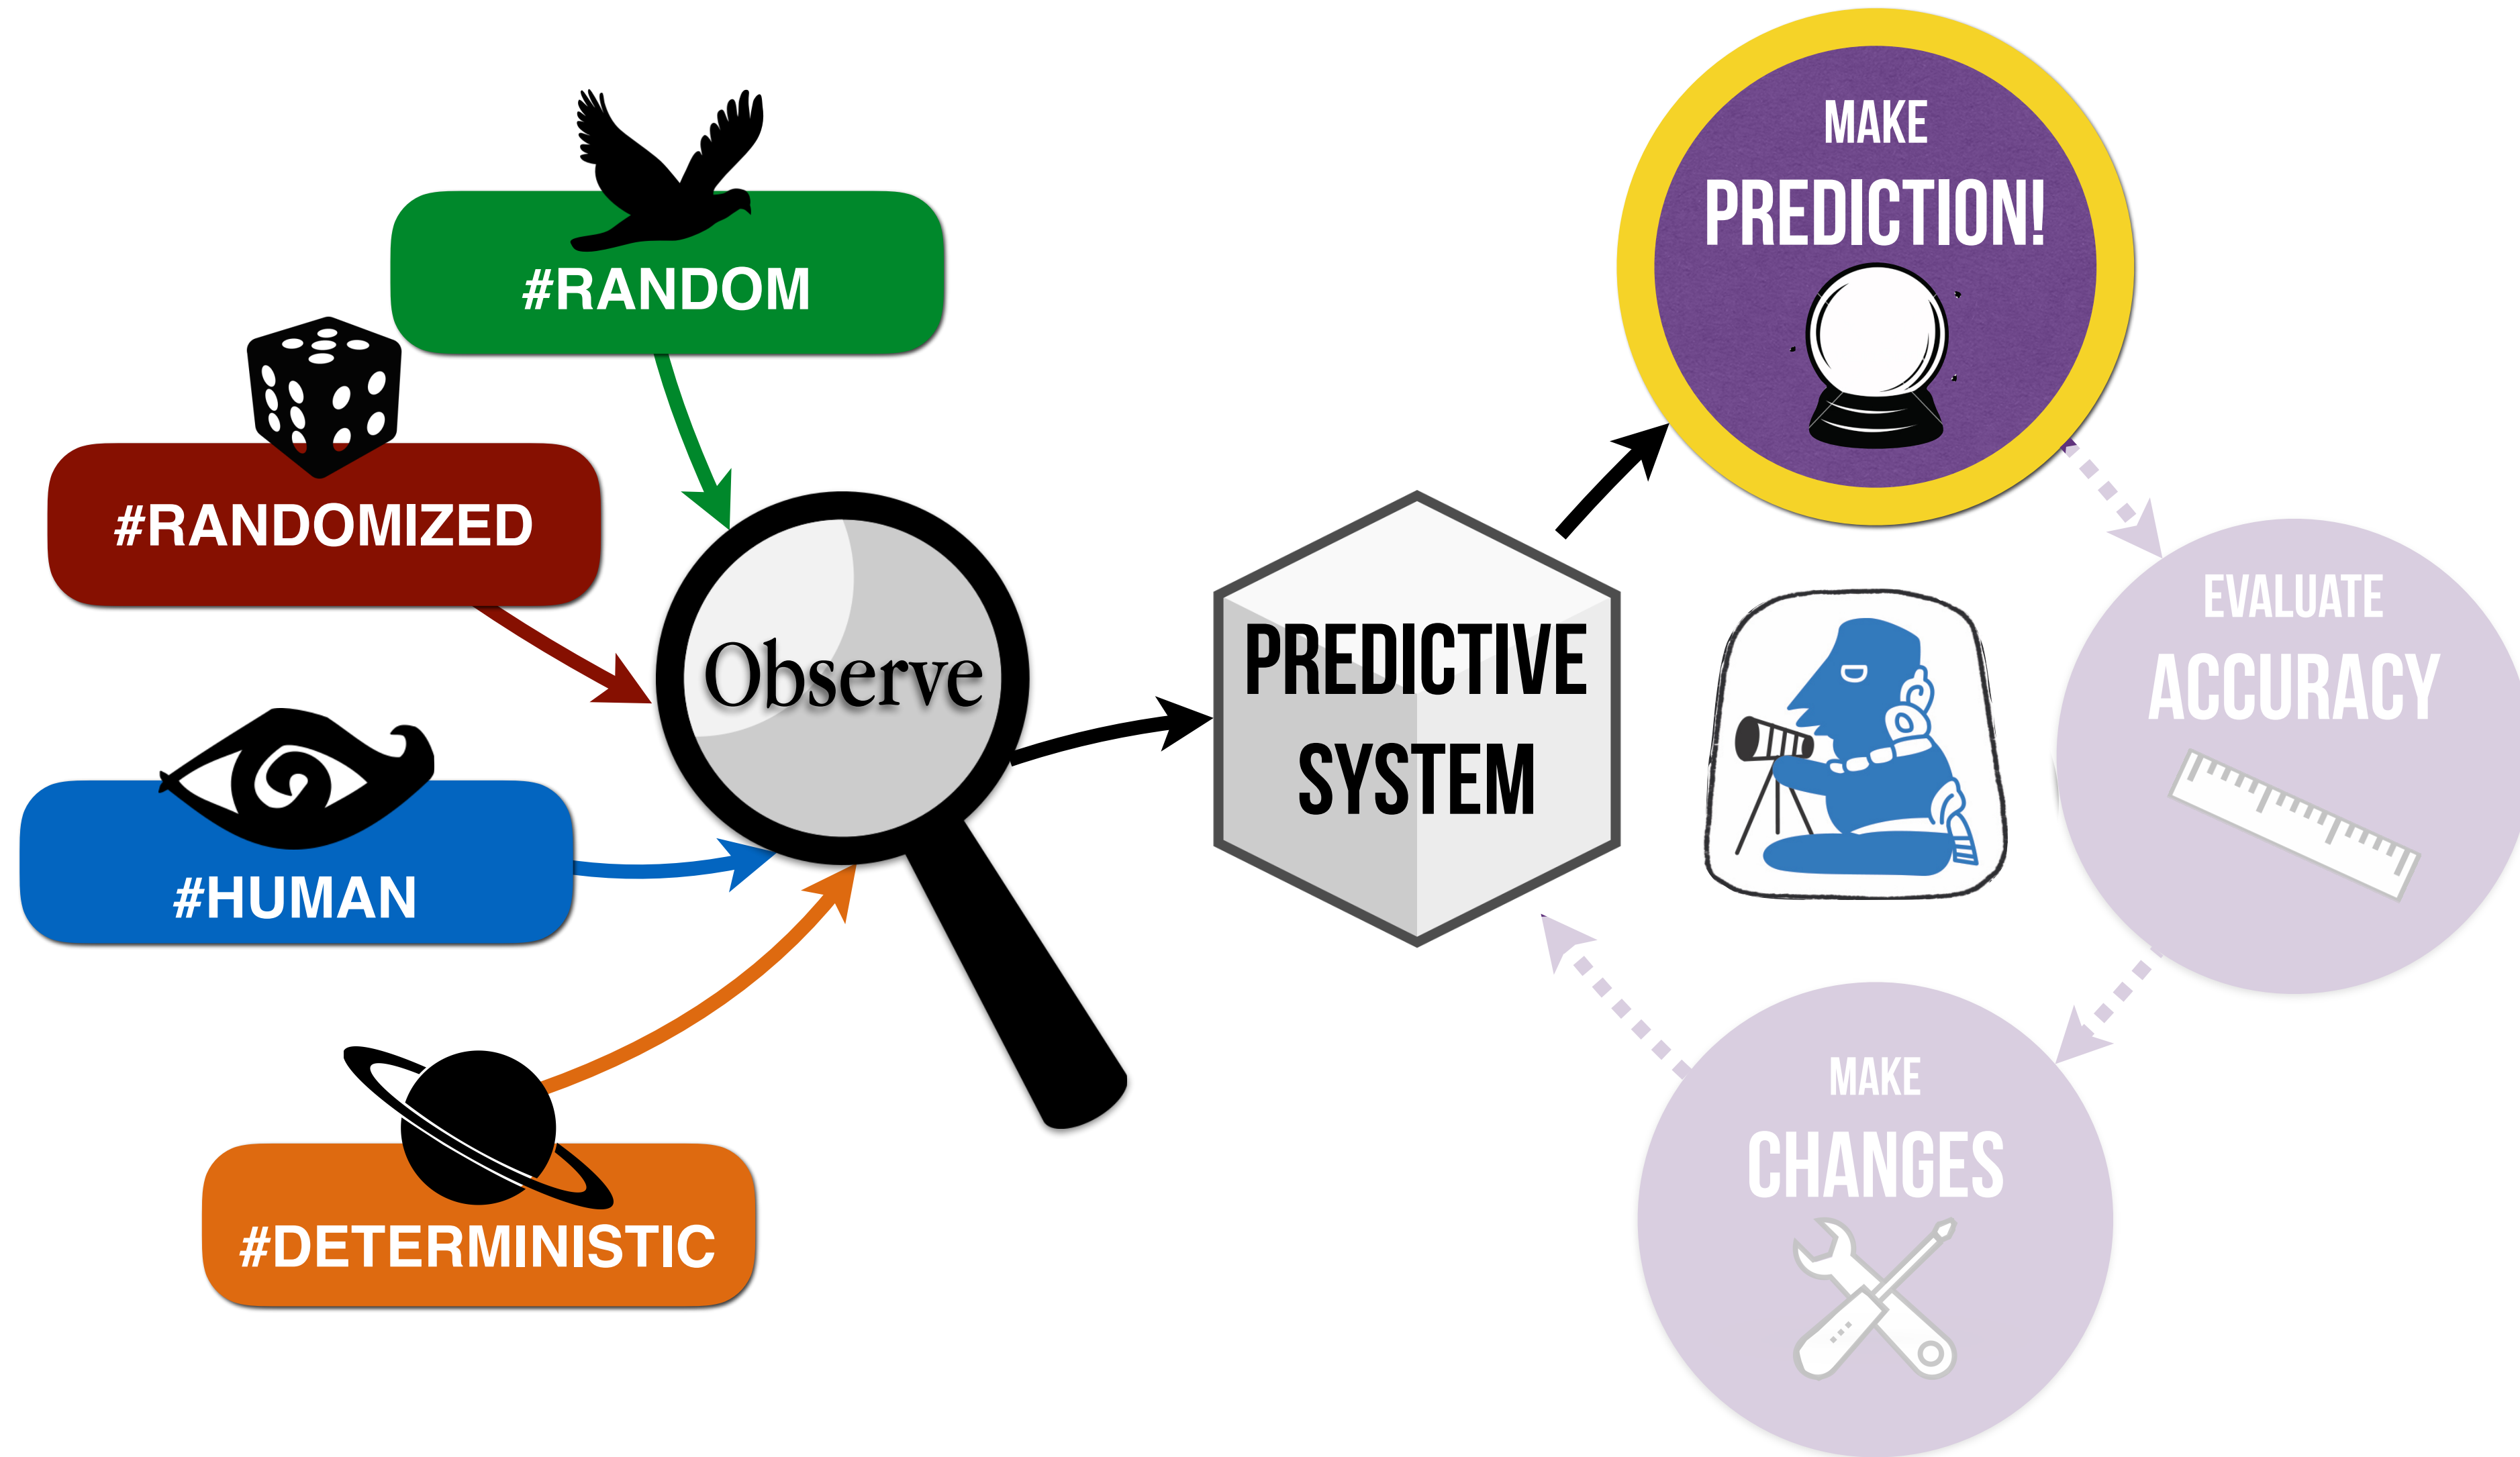 #RANDOM
#RANDOMIZED
#HUMAN
#DETERMINISTIC
Observe
PREDICTIVE
SYSTEM
MAKE
PREDICTION!
EVALUATE
ACCURACY
MAKE
CHANGES